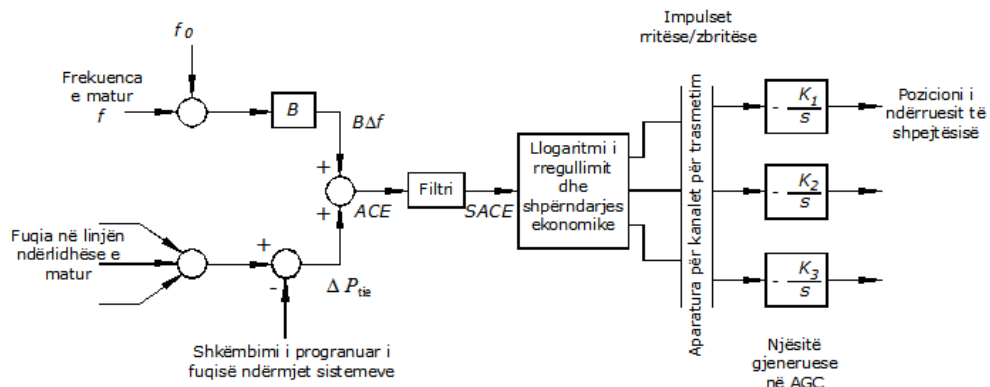 Impulset
rritëse/zbritëse
f0
Frekuenca
e matur
f
B
BΔf
+
+
ACE
Filtri
SACE
Llogaritmi i
rregullimit
dhe
shpërndarjes
ekonomike
Aparatura për kanalet për trasmetim
- K1/s
- K2/s
- K3/s
Pozicioni i
ndërruesit të
shpejtësisë
Fuqia në linjën
ndërlidhëse e
matur
+
-
Δ Ptie
Shkëmbimi i progranuar i
fuqisë ndërmjet sistemeve
Njësitë
gjeneruese
në AGC